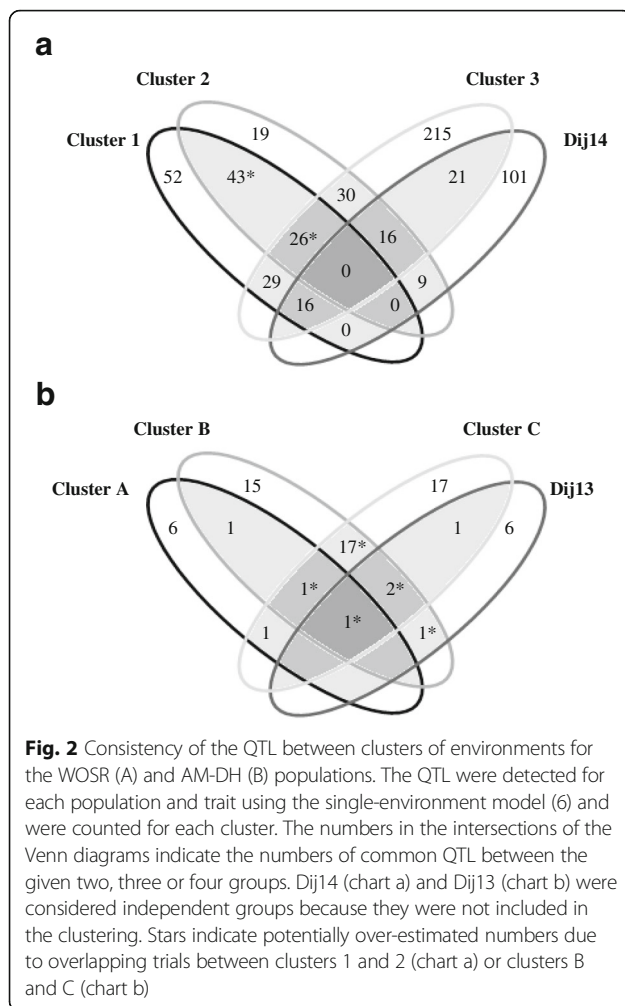 a
Cluster 2 Cluster 3
Cluster 1 Dij14
19 215
52 43* 30 21 101
26* 16
0
29 9
16 0
0
b
Cluster B Cluster C
Cluster A Dij13
15 17
6 1 17* 1 6
1* 2*
1 1* 1*
Fig. 2 Consistency of the QTL between clusters of environments for
the WOSR (A) and AM-DH (B) populations. The QTL were detected for
each population and trait using the single-environment model (6) and
were counted for each cluster. The numbers in the intersections of the
Venn diagrams indicate the numbers of common QTL between the
given two, three or four groups. Dij14 (chart a) and Dij13 (chart b) were
considered independent groups because they were not included in
the clustering. Stars indicate potentially over-estimated numbers due
to overlapping trials between clusters 1 and 2 (chart a) or clusters B
and C (chart b)